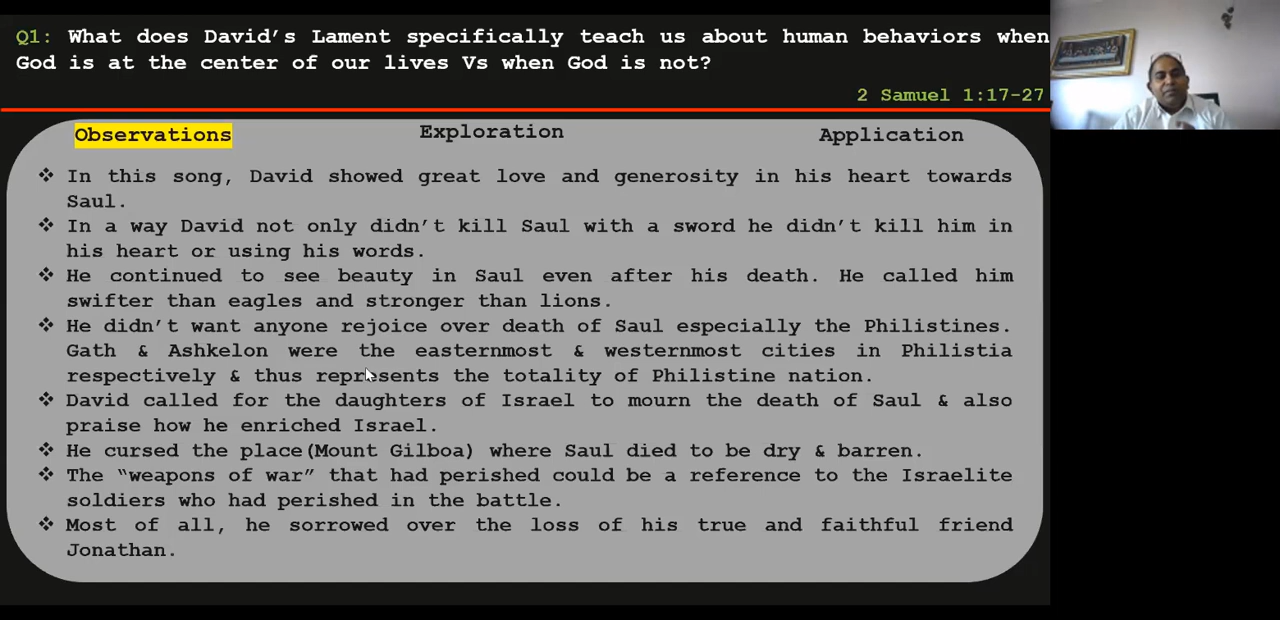 Q1: What does David's Lament specifically teach us about human behaviors when
God is at the center of our lives Vs when God is not?
2 Samuel 1:17-27
Observations Exploration Application
❖ In this song, David showed great love and generosity in his heart towards
Saul.
❖ In a way David not only didn't kill Saul with a sword he didn't kill him in
his heart or using his words.
❖ He continued to see beauty in Saul even after his death. He called him
swifter than eagles and stronger than lions.
❖ He didn't want anyone rejoice over death of Saul especially the Philistines.
Gath & Ashkelon were the easternmost & westernmost cities in Philistia
respectively & thus represents the totality of Philistine nation.
❖ David called for the daughters of Israel to mourn the death of Saul & also
praise how he enriched Israel.
❖ He cursed the place(Mount Gilboa) where Saul died to be dry & barren.
❖ The “weapons of war” that had perished could be a reference to the Israelite
soldiers who had perished in the battle.
❖ Most of all, he sorrowed over the loss of his true and faithful friend
Jonathan.